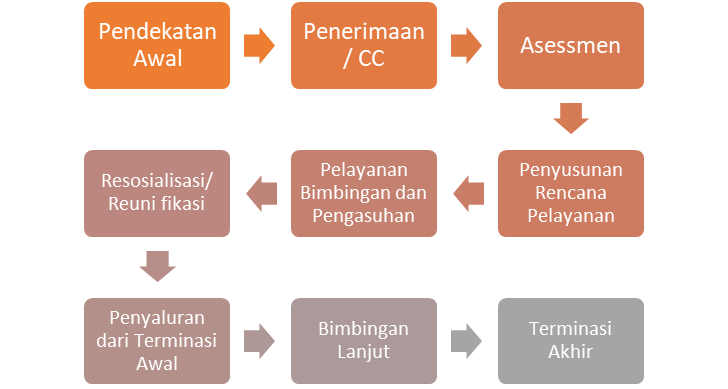 Pendekatan
Awal
Penerimaan
/ CC
Asessmen
Penyusunan
Rencana
Pelayanan
Pelayanan
Bimbingan dan
Pengasuhan
Resosialisasi/
Reuni fikasi
Penyaluran
dari Terminasi
Awal
Bimbingan
Lanjut
Terminasi
Akhir